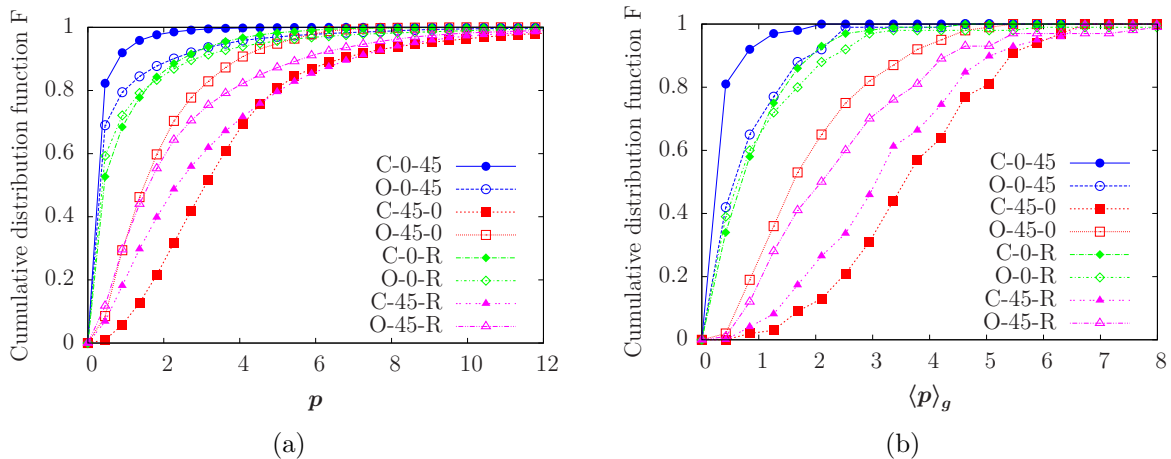 Cumulative distribution function F
1
0.8
0.6
0.4
0.2
0
0 2 4 6 8 10 12
p
C-0-45
O-0-45
C-45-0
O-45-0
C-0-R
O-0-R
C-45-R
O-45-R
(a)
Cumulative distribution function F
1
0.8
0.6
0.4
0.2
0
0 1 2 3 4 5 6 7 8
⟨p⟩g
C-0-45
O-0-45
C-45-0
O-45-0
C-0-R
O-0-R
C-45-R
O-45-R
(b)